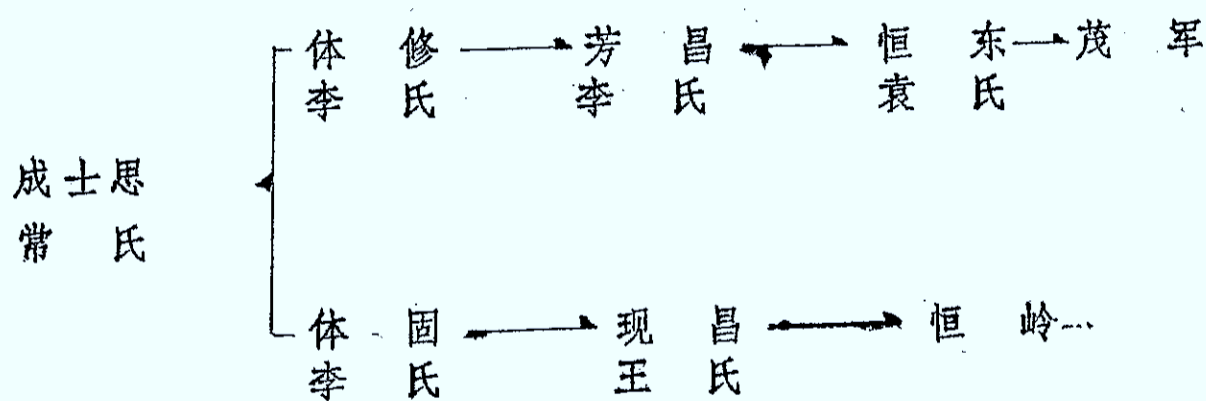 体修 芳昌 恒东 茂军
李氏 李氏 袁氏
成士思
常氏
体固 现昌 恒岭…
李氏 王氏